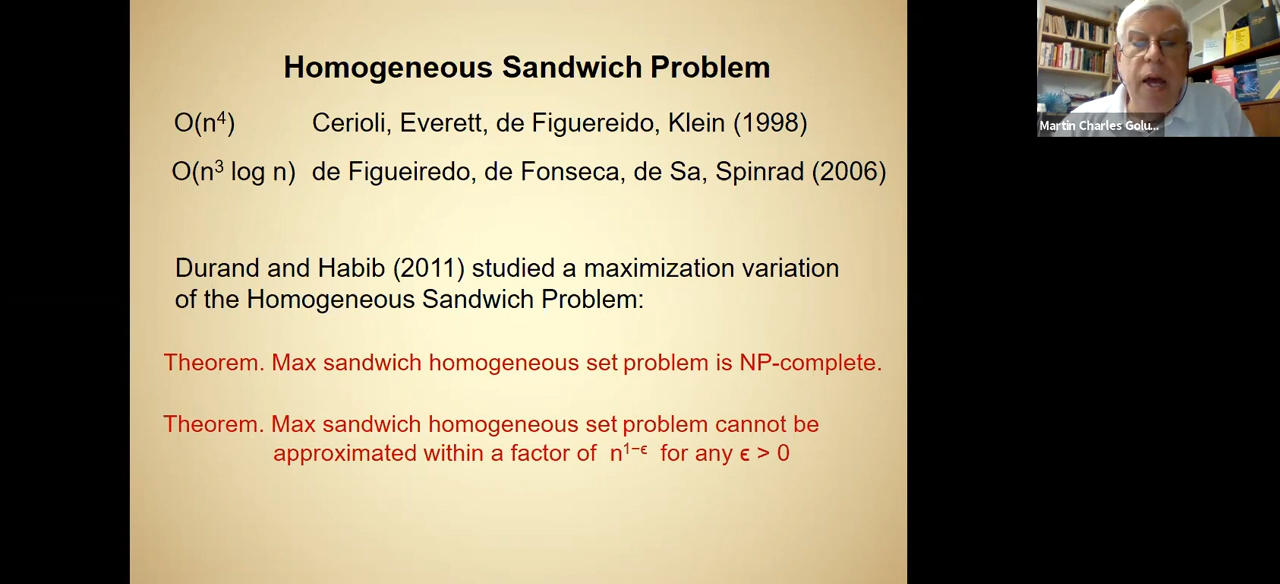 Homogeneous Sandwich Problem
O(n⁴) Cerioli, Everett, de Figuereido, Klein (1998)
O(n³ log n) de Figueiredo, de Fonseca, de Sa, Spinrad (2006)
Durand and Habib (2011) studied a maximization variation
of the Homogeneous Sandwich Problem:
Theorem. Max sandwich homogeneous set problem is NP-complete.
Theorem. Max sandwich homogeneous set problem cannot be
approximated within a factor of n¹⁻ᵋ for any ϵ > 0
Martin Charles Golu...